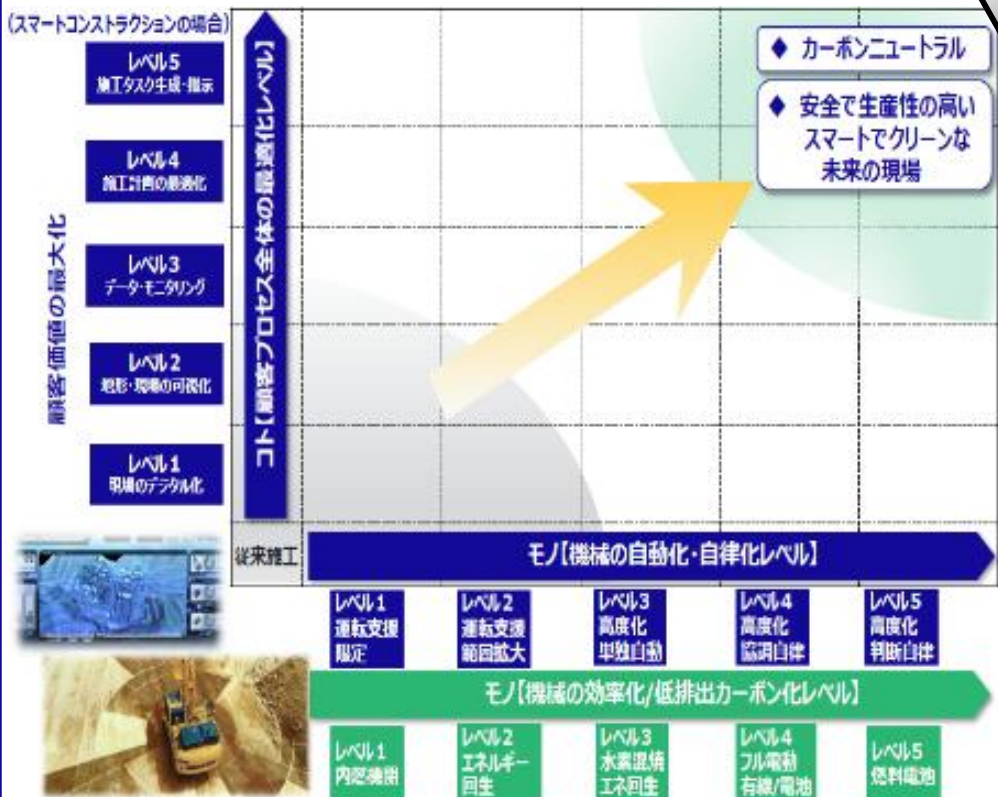 (スマートコンストラクションの場合)
レベル5
施工タスク生成・指示
レベル4
施工計画の最適化
レベル3
データ・モニタリング
レベル2
地形・現場の可視化
レベル1
現場のデジタル化
顧客価値の最大化
コト【顧客プロセス全体の最適化レベル】
◆ カーボンニュートラル
◆ 安全で生産性の高い
スマートでクリーンな
未来の現場
従来施工
モノ【機械の自動化・自律化レベル】
レベル1
運転支援
限定
レベル2
運転支援
範囲拡大
レベル3
高度化
単独自動
レベル4
高度化
協調自律
レベル5
高度化
判断自律
モノ【機械の効率化/低排出カーボン化レベル】
レベル1
内燃機関
レベル2
エネルギー
回生
レベル3
水素混焼
エネ回生
レベル4
フル電動
有線/電池
レベル5
燃料電池